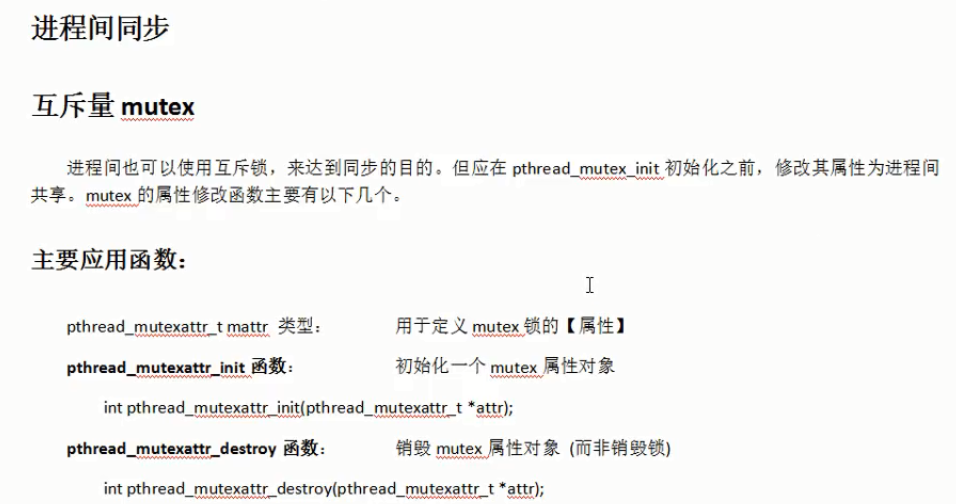 进程间同步
互斥量 mutex
进程间也可以使用互斥锁，来达到同步的目的。但应在 pthread_mutex_init 初始化之前，修改其属性为进程间
共享。mutex 的属性修改函数主要有以下几个。
主要应用函数：
pthread_mutexattr_t mattr 类型： 用于定义 mutex 锁的【属性】
pthread_mutexattr_init 函数： 初始化一个 mutex 属性对象
int pthread_mutexattr_init(pthread_mutexattr_t *attr);
pthread_mutexattr_destroy 函数： 销毁 mutex 属性对象 (而非销毁锁)
int pthread_mutexattr_destroy(pthread_mutexattr_t *attr);